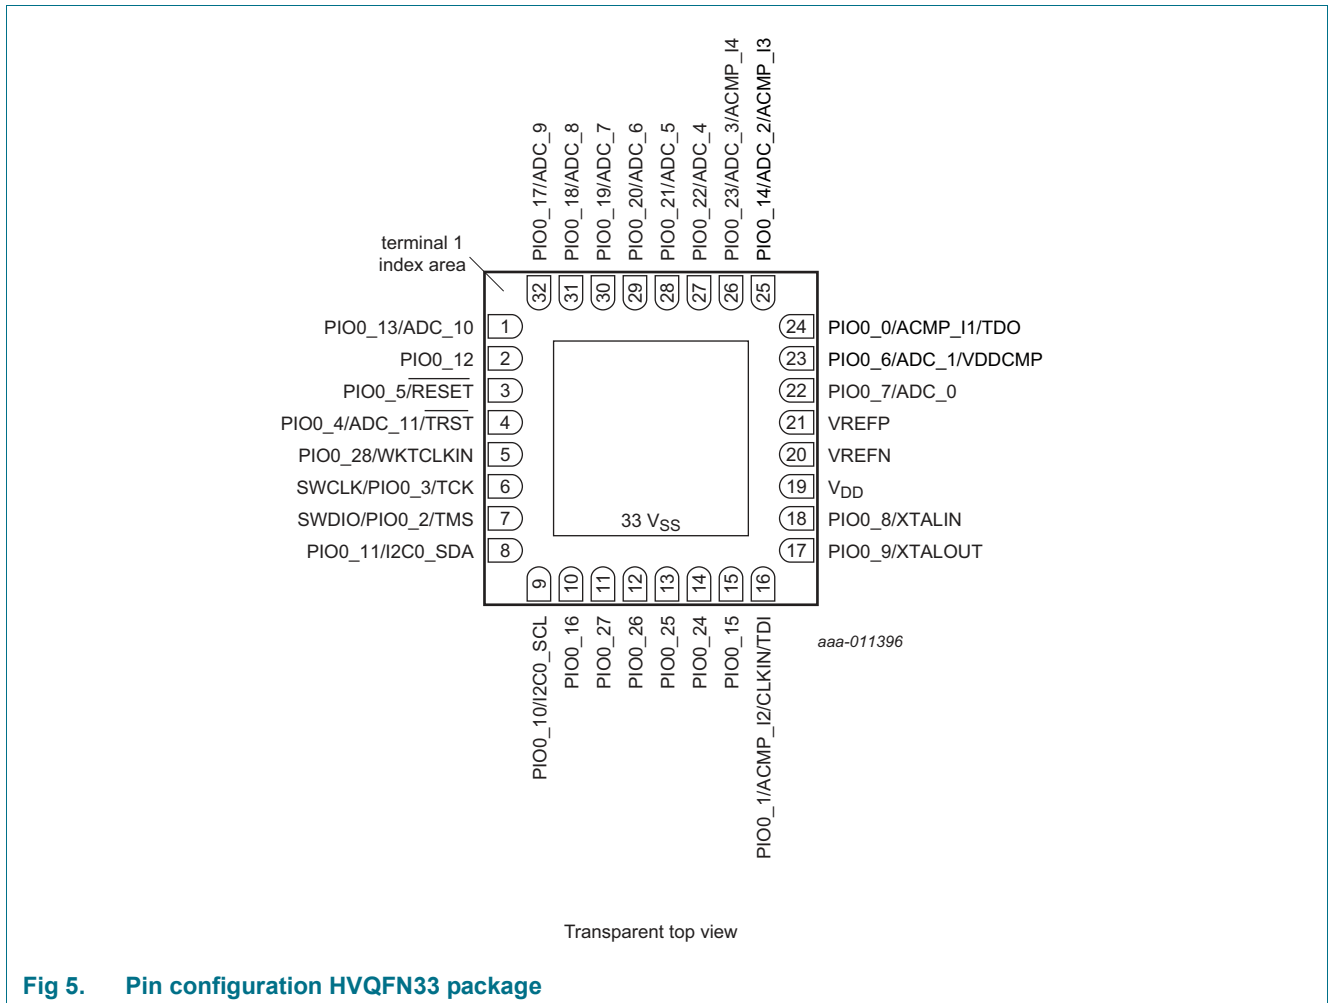 PIO0_17/ADC_9
PIO0_18/ADC_8
PIO0_19/ADC_7
PIO0_20/ADC_6
PIO0_21/ADC_5
PIO0_22/ADC_4
PIO0_23/ADC_3/ACMP_I4
PIO0_14/ADC_2/ACMP_I3
terminal 1
index area
32
31
30
29
28
27
26
25
PIO0_13/ADC_10 1
PIO0_12 2
PIO0_5/RESET 3
PIO0_4/ADC_11/TRST 4
PIO0_28/WKTCLKIN 5
SWCLK/PIO0_3/TCK 6
SWDIO/PIO0_2/TMS 7
PIO0_11/I2C0_SDA 8
24 PIO0_0/ACMP_I1/TDO
23 PIO0_6/ADC_1/VDDCMP
22 PIO0_7/ADC_0
21 VREFP
20 VREFN
19 VDD
18 PIO0_8/XTALIN
17 PIO0_9/XTALOUT
33 VSS
9
10
11
12
13
14
15
16
PIO0_10/I2C0_SCL
PIO0_16
PIO0_27
PIO0_26
PIO0_25
PIO0_24
PIO0_15
PIO0_1/ACMP_I2/CLKIN/TDI
aaa-011396
Transparent top view
Fig 5. Pin configuration HVQFN33 package